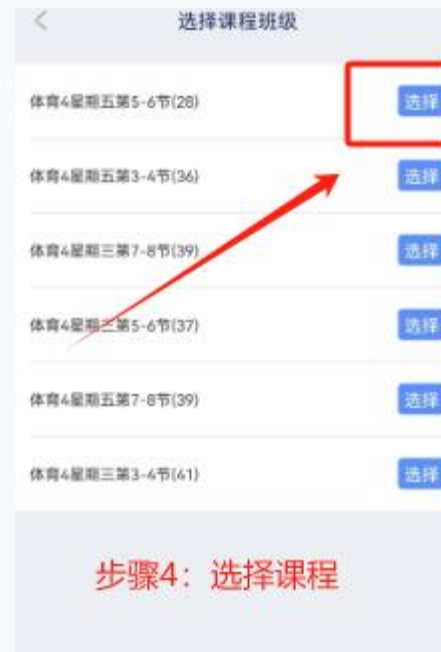 选择课程班级
体育4星期五第5-6节(28)
选择
体育4星期五第3-4节(36)
选择
体育4星期三第7-8节(39)
选择
体育4星期三第5-6节(37)
选择
体育4星期五第7-8节(39)
选择
体育4星期三第3-4节(41)
选择
步骤4：选择课程